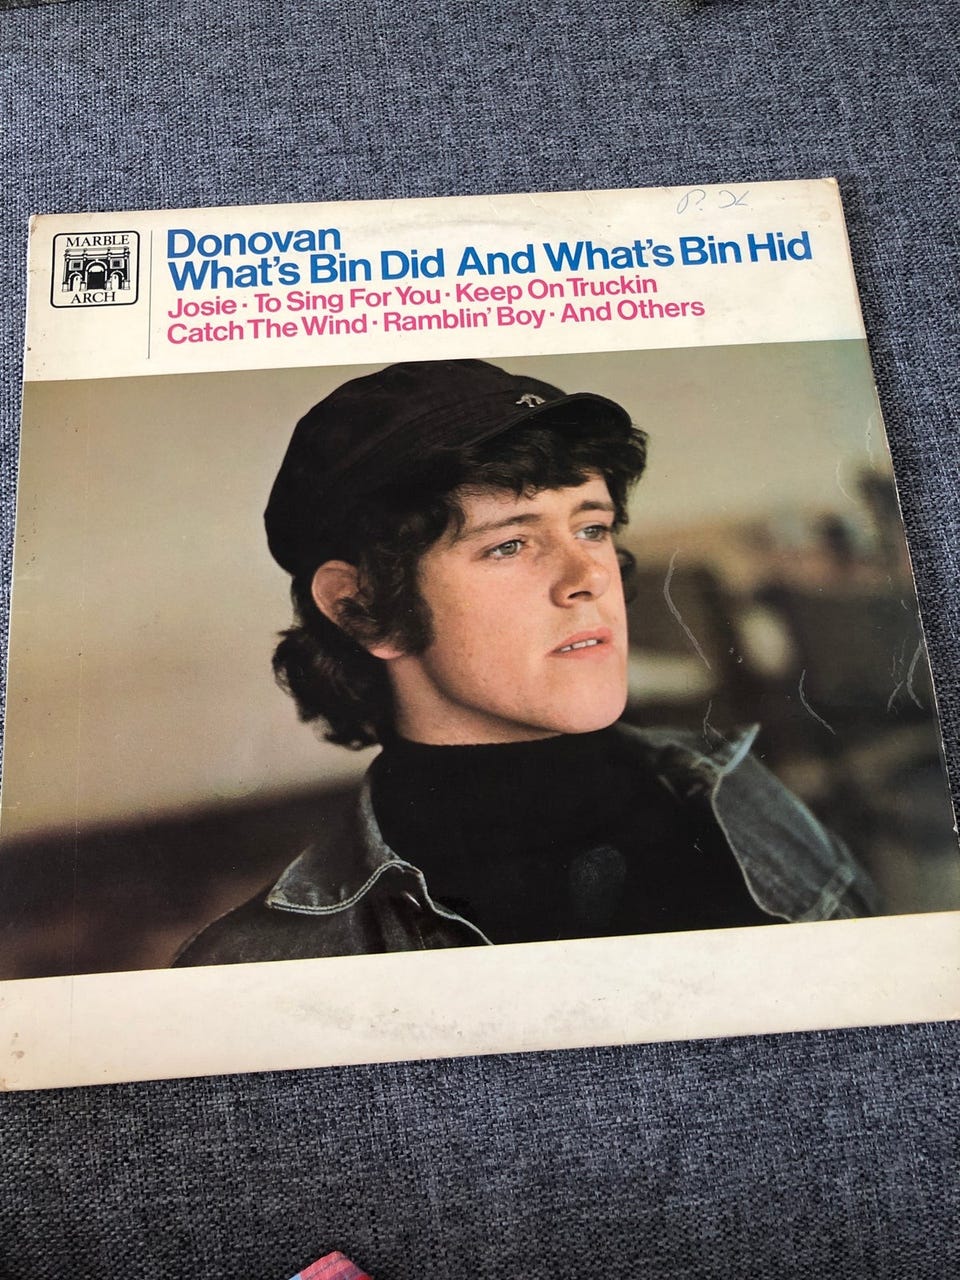 MARBLE
ARCH
Donovan
What's Bin Did And What's Bin Hid
Josie · To Sing For You · Keep On Truckin
Catch The Wind · Ramblin' Boy · And Others